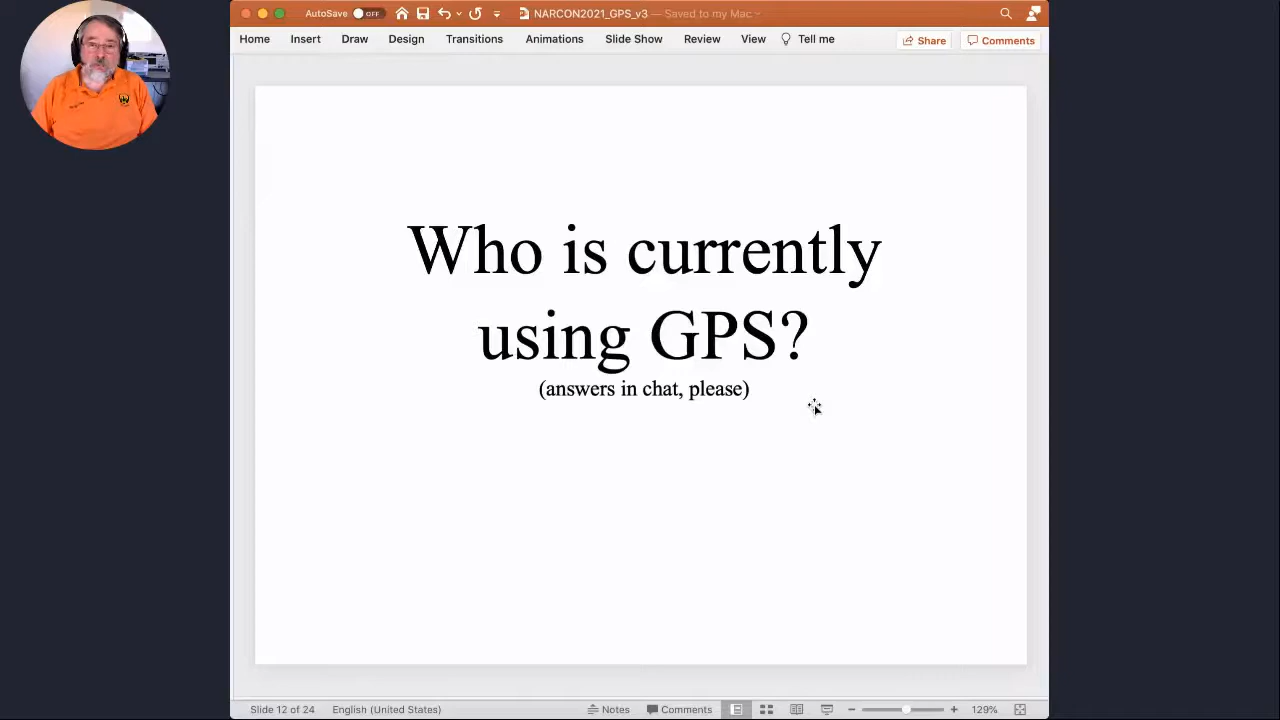 AutoSave OFF NARCON2021_GPS_v3 — Saved to my Mac
Home Insert Draw Design Transitions Animations Slide Show Review View Tell me Share Comments
Who is currently
using GPS?
(answers in chat, please)
Slide 12 of 24 English (United States) Notes Comments 129%